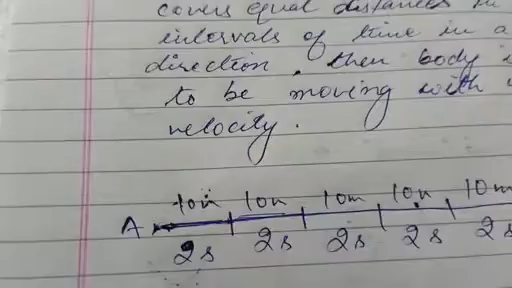 covers equal distances in
intervals of time in a
direction, then body
to be moving with
velocity.
10m 10m 10m 10m 10m
A
2s 2s 2s 2s 2s